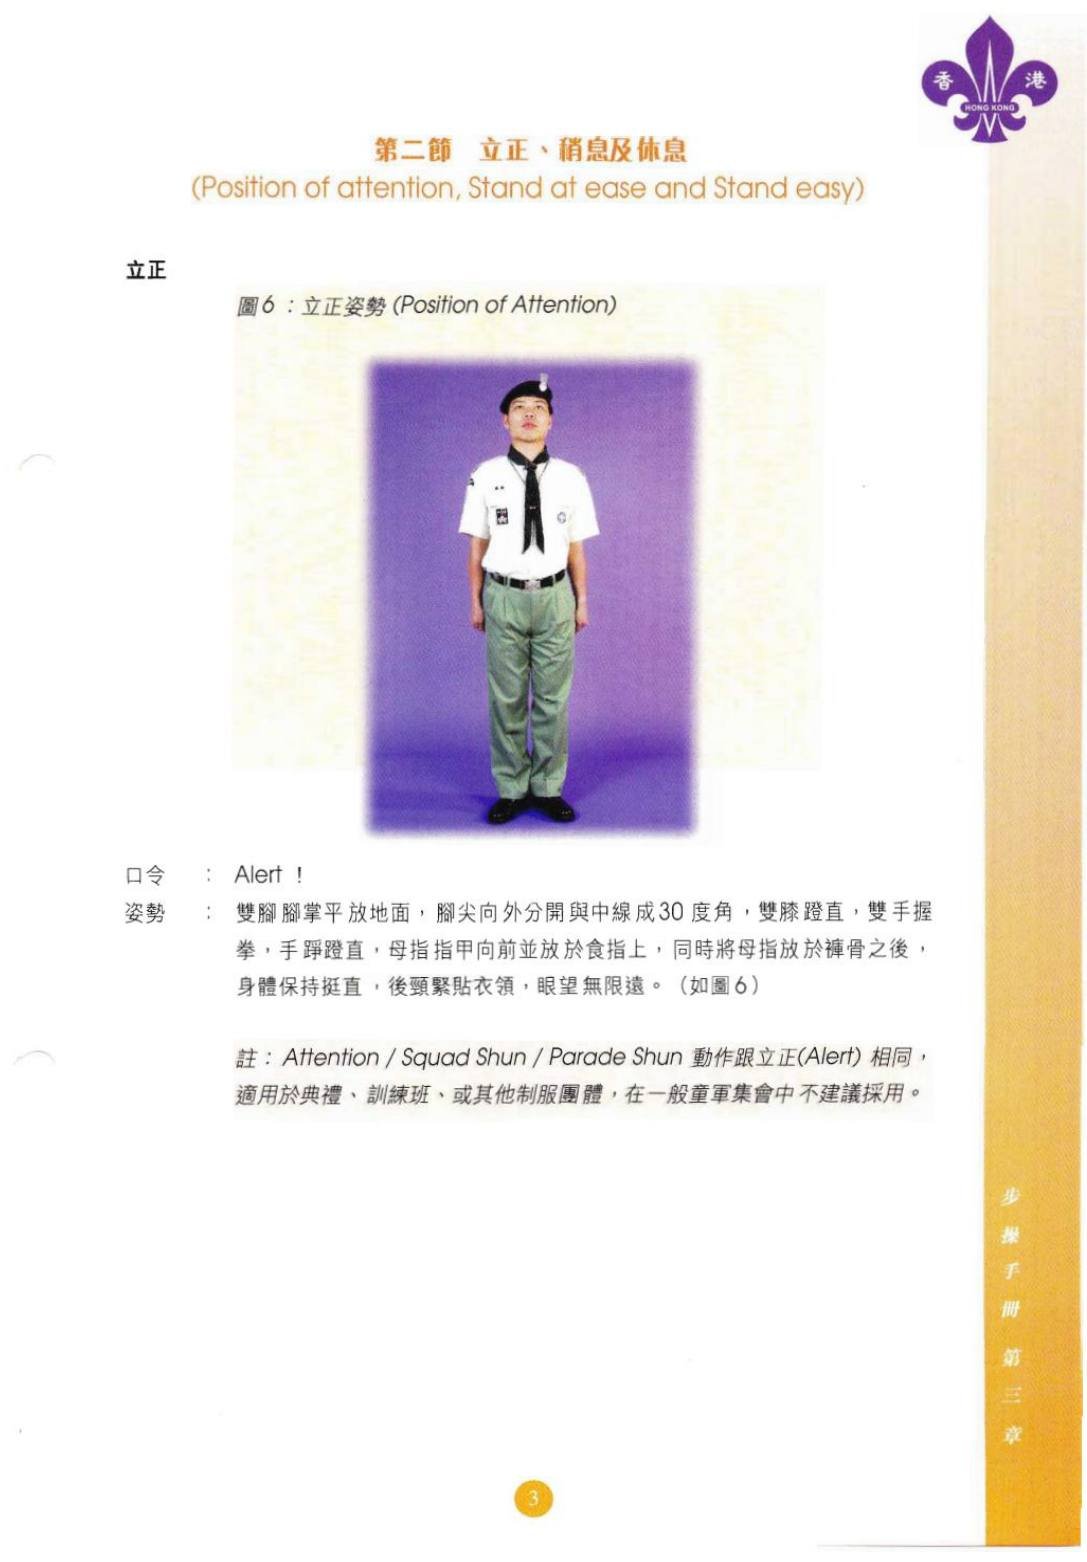 香 港
HONG KONG
第二節 立正、稍息及休息
(Position of attention, Stand at ease and Stand easy)
立正
圖6：立正姿勢 (Position of Attention)
口令 ： Alert！
姿勢 ： 雙腳腳掌平放地面，腳尖向外分開與中線成30度角，雙膝蹬直，雙手握
拳，手踭蹬直，母指指甲向前並放於食指上，同時將母指放於褲骨之後，
身體保持挺直，後頸緊貼衣領，眼望無限遠。（如圖6）
註：Attention / Squad Shun / Parade Shun 動作跟立正(Alert) 相同，
適用於典禮、訓練班、或其他制服團體，在一般童軍集會中不建議採用。
步操手冊 第三章
3